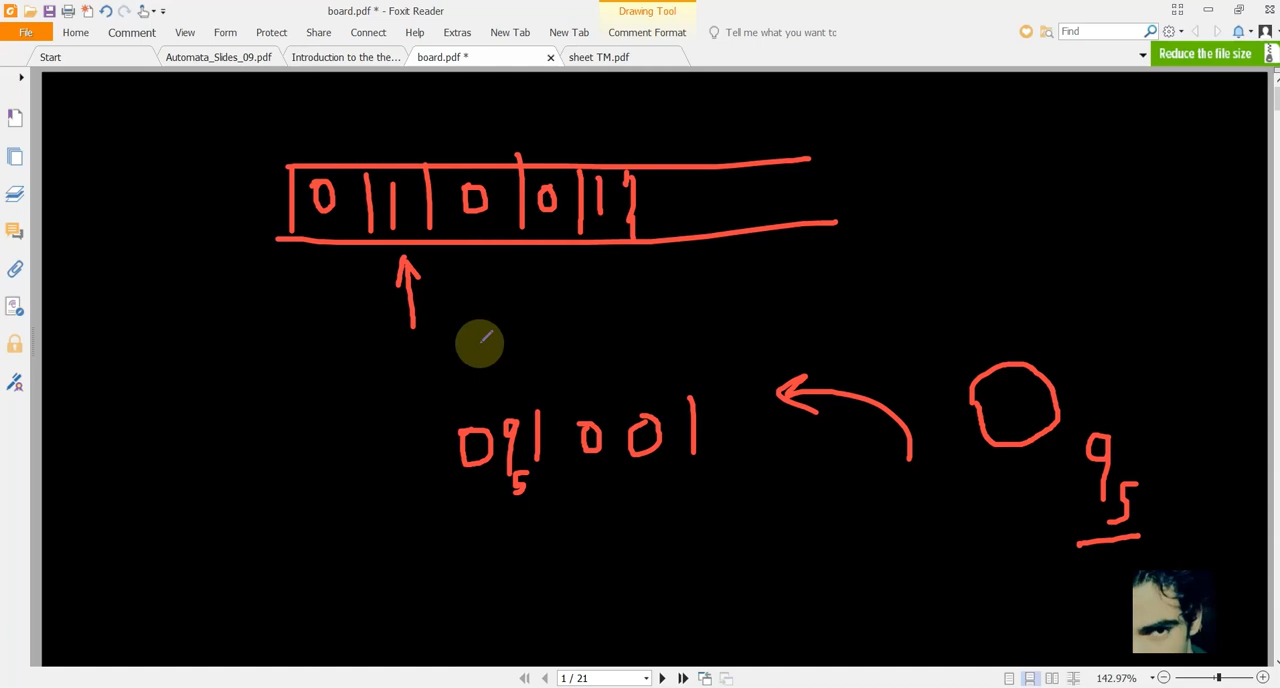 board.pdf * - Foxit Reader
Drawing Tool
File Home Comment View Form Protect Share Connect Help Extras New Tab New Tab Comment Format Tell me what you want to Find
Start Automata_Slides_09.pdf Introduction to the the... board.pdf * sheet TM.pdf Reduce the file size
0 1 0 0 1
0 q5 1 0 0 1
q5
1 / 21 142.97%